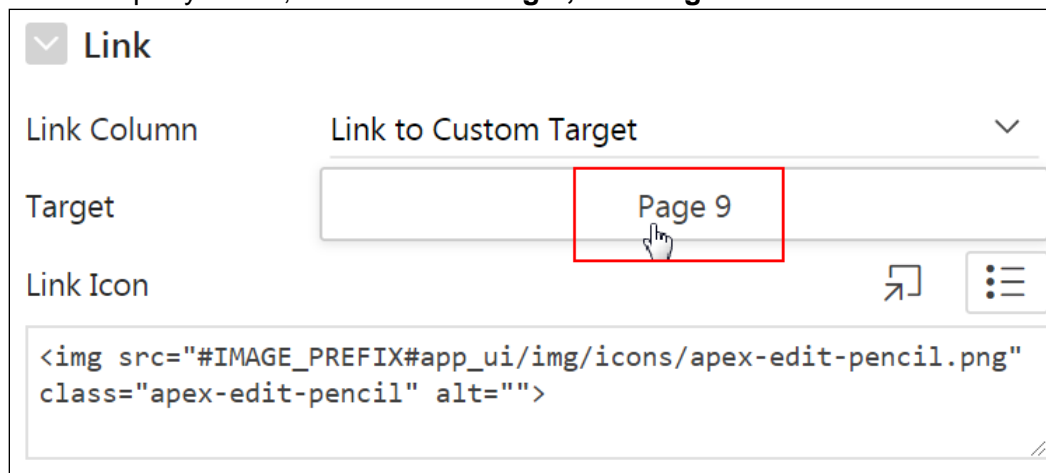 Link
Link Column Link to Custom Target
Target Page 9
Link Icon
<img src="#IMAGE_PREFIX#app_ui/img/icons/apex-edit-pencil.png"
class="apex-edit-pencil" alt="">